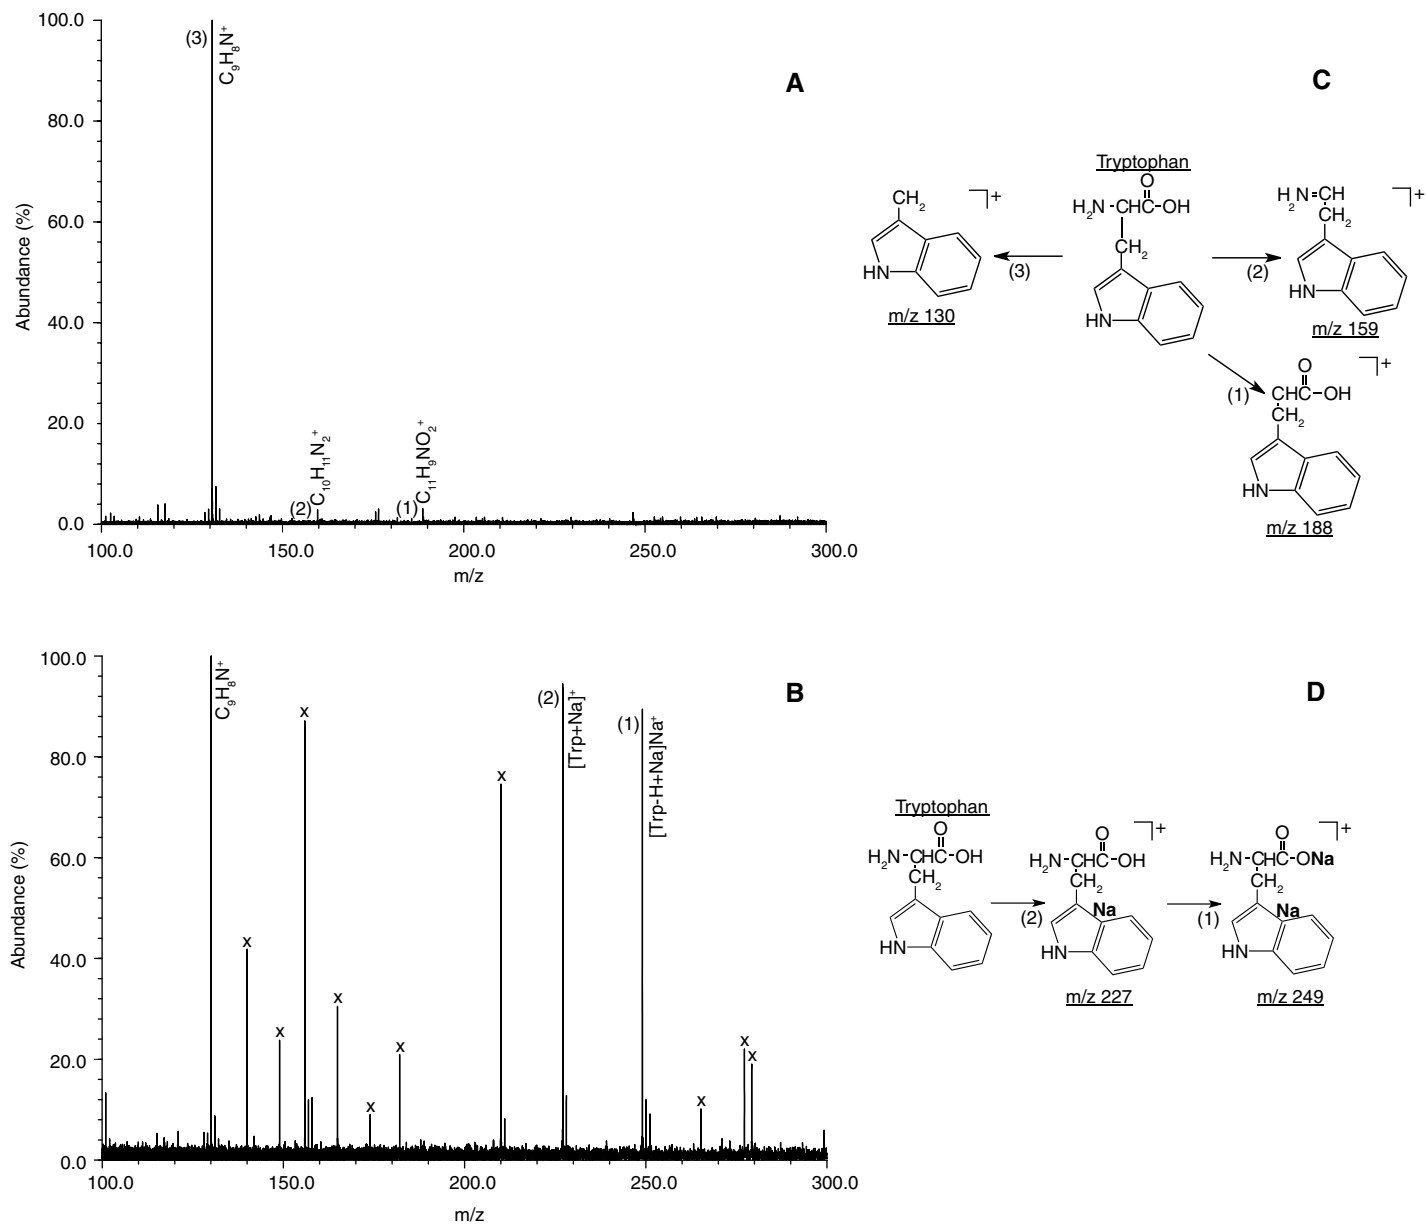 A
100.0
80.0
60.0
40.0
20.0
0.0
Abundance (%)
(3)
C₉H₈N⁺
(2)
C₁₀H₁₁N₂⁺
(1)
C₁₁H₉NO₂⁺
100.0 150.0 200.0 250.0 300.0
m/z
C
Tryptophan
O
H₂N CH C OH
CH₂
HN
(3)
CH₂
+
HN
m/z 130
(2)
H₂N CH
CH₂
+
HN
m/z 159
(1)
O
+
CH C OH
CH₂
HN
m/z 188
B
100.0
80.0
60.0
40.0
20.0
0.0
Abundance (%)
C₉H₈N⁺
x
x
x
x
x
x
x
(2)
[Trp+Na]⁺
(1)
[Trp-H+Na]Na⁺
x
x
x
100.0 150.0 200.0 250.0 300.0
m/z
D
Tryptophan
O
H₂N CH C OH
CH₂
HN
(2)
O
+
H₂N CH C OH
CH₂
Na
HN
m/z 227
(1)
O
+
H₂N CH C ONa
CH₂
Na
HN
m/z 249